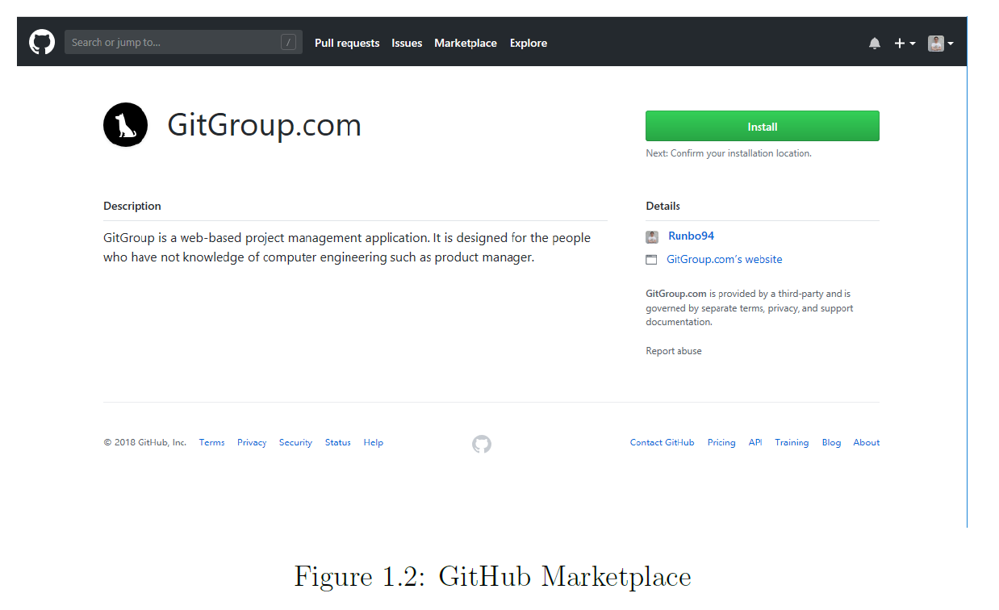 Search or jump to... /
Pull requests Issues Marketplace Explore
GitGroup.com
Install
Next: Confirm your installation location.
Description
GitGroup is a web-based project management application. It is designed for the people
who have not knowledge of computer engineering such as product manager.
Details
Runbo94
GitGroup.com's website
GitGroup.com is provided by a third-party and is
governed by separate terms, privacy, and support
documentation.
Report abuse
© 2018 GitHub, Inc. Terms Privacy Security Status Help
Contact GitHub Pricing API Training Blog About
Figure 1.2: GitHub Marketplace